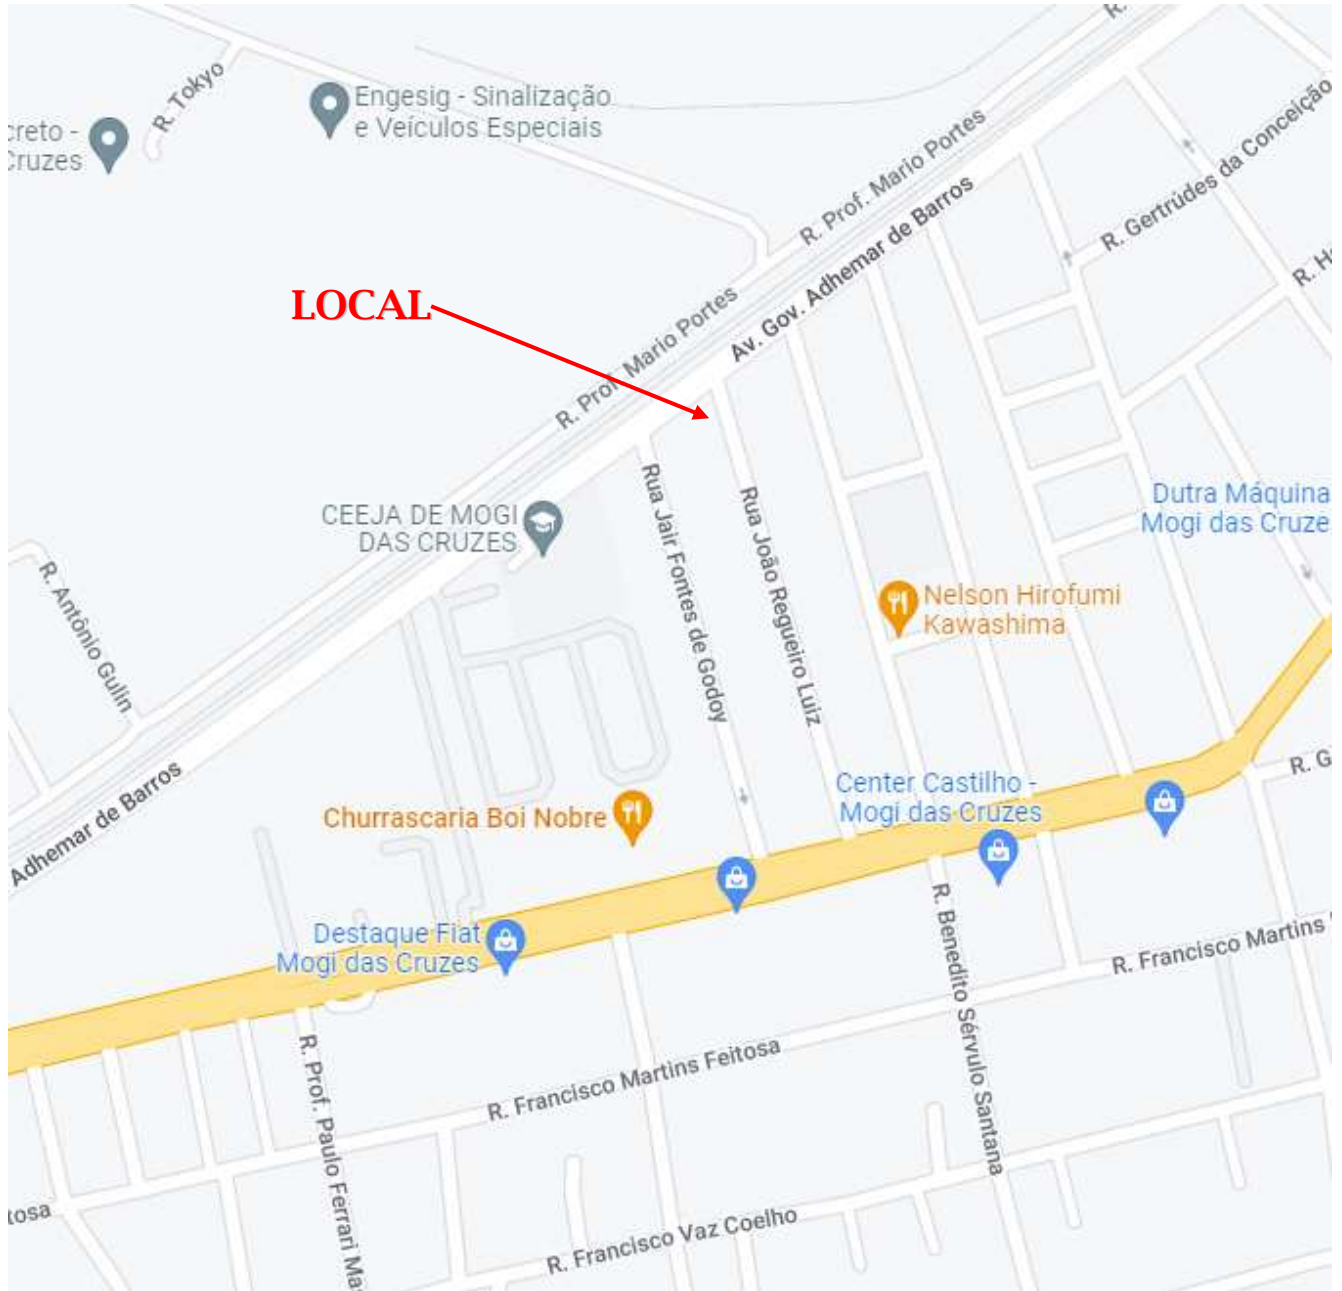 R.
R. Tokyo
Engesig - Sinalização
e Veículos Especiais
creto -
Cruzes
R. Prof. Mario Portes
R. Gertrúdes da Conceição
Av. Gov. Adhemar de Barros
R. H
LOCAL
R. Prof. Mario Portes
CEEJA DE MOGI
DAS CRUZES
Rua Jair Fontes de Godoy
Rua João Regueiro Luiz
Dutra Máquina
Mogi das Cruze
R. Antônio Gulin
Nelson Hirofumi
Kawashima
Adhemar de Barros
Churrascaria Boi Nobre
Center Castilho -
Mogi das Cruzes
R. G
Destaque Fiat
Mogi das Cruzes
R. Benedito Sérvulo Santana
R. Francisco Martins
R. Francisco Martins Feitosa
R. Prof. Paulo Ferrari Mas
tosa
R. Francisco Vaz Coelho